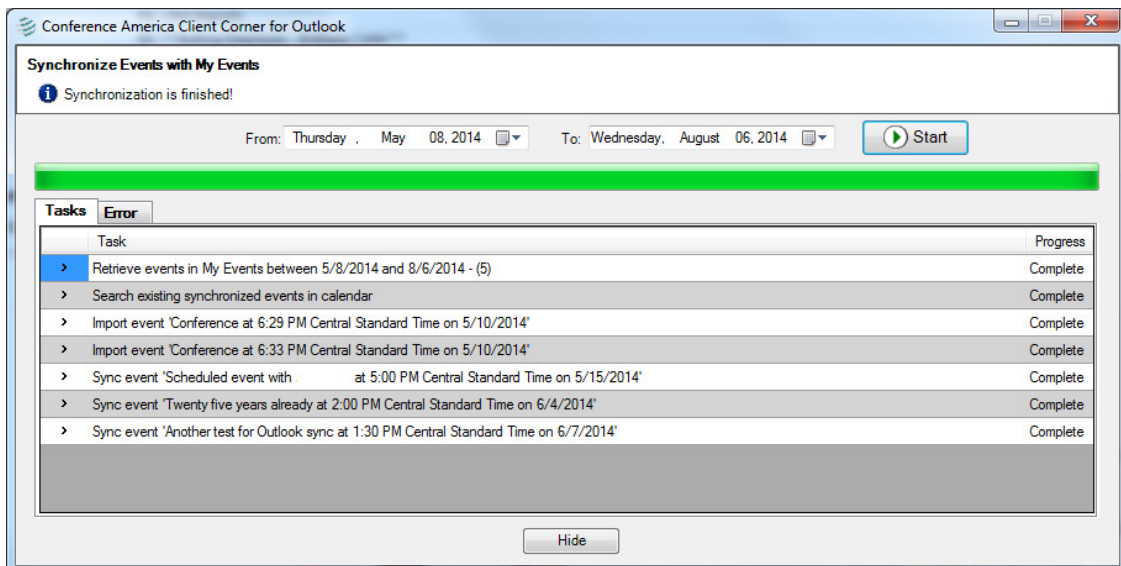 Conference America Client Corner for Outlook
Synchronize Events with My Events
Synchronization is finished!
From: Thursday , May 08, 2014 To: Wednesday, August 06, 2014 Start
Tasks Error
Task Progress
Retrieve events in My Events between 5/8/2014 and 8/6/2014 - (5) Complete
Search existing synchronized events in calendar Complete
Import event 'Conference at 6:29 PM Central Standard Time on 5/10/2014' Complete
Import event 'Conference at 6:33 PM Central Standard Time on 5/10/2014' Complete
Sync event 'Scheduled event with at 5:00 PM Central Standard Time on 5/15/2014' Complete
Sync event 'Twenty five years already at 2:00 PM Central Standard Time on 6/4/2014' Complete
Sync event 'Another test for Outlook sync at 1:30 PM Central Standard Time on 6/7/2014' Complete
Hide